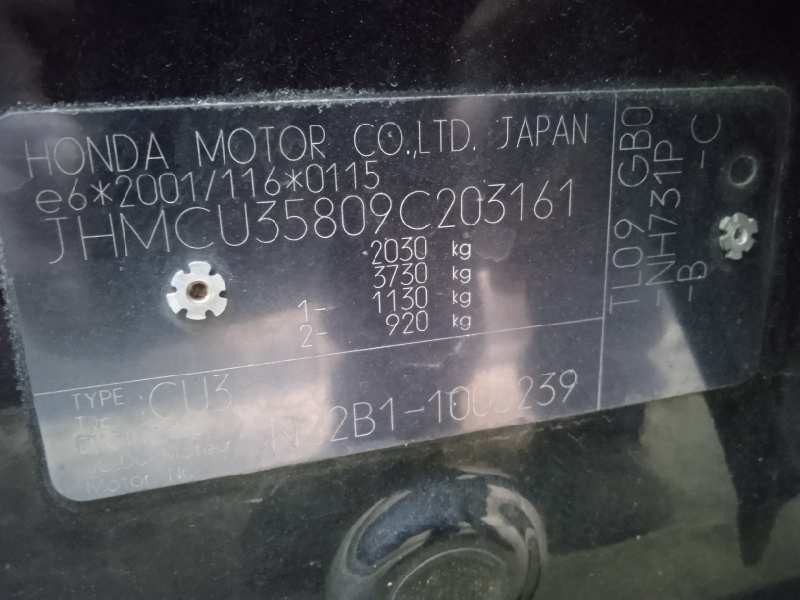 HONDA MOTOR CO.,LTD. JAPAN
e6*2001/116*0115
JHMCU35809C203161
2030 kg
3730 kg
1- 1130 kg
2- 920 kg
TYPE CU3
Motor
TL09 GB0
-NH731P -C
-B